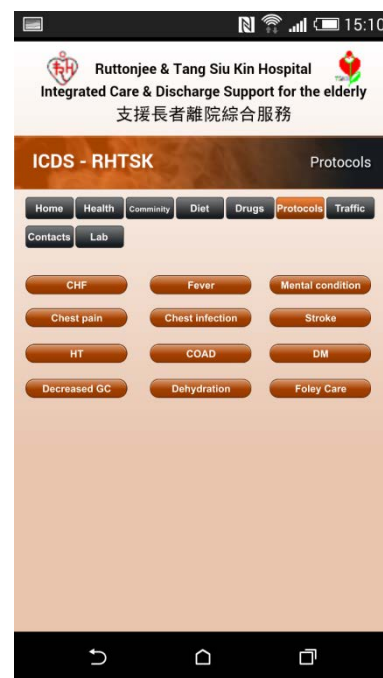 15:10
Ruttonjee & Tang Siu Kin Hospital
Integrated Care & Discharge Support for the elderly
支援長者離院綜合服務
ICDS - RHTSK Protocols
Home Health Comminity Diet Drugs Protocols Traffic
Contacts Lab
CHF Fever Mental condition
Chest pain Chest infection Stroke
HT COAD DM
Decreased GC Dehydration Foley Care